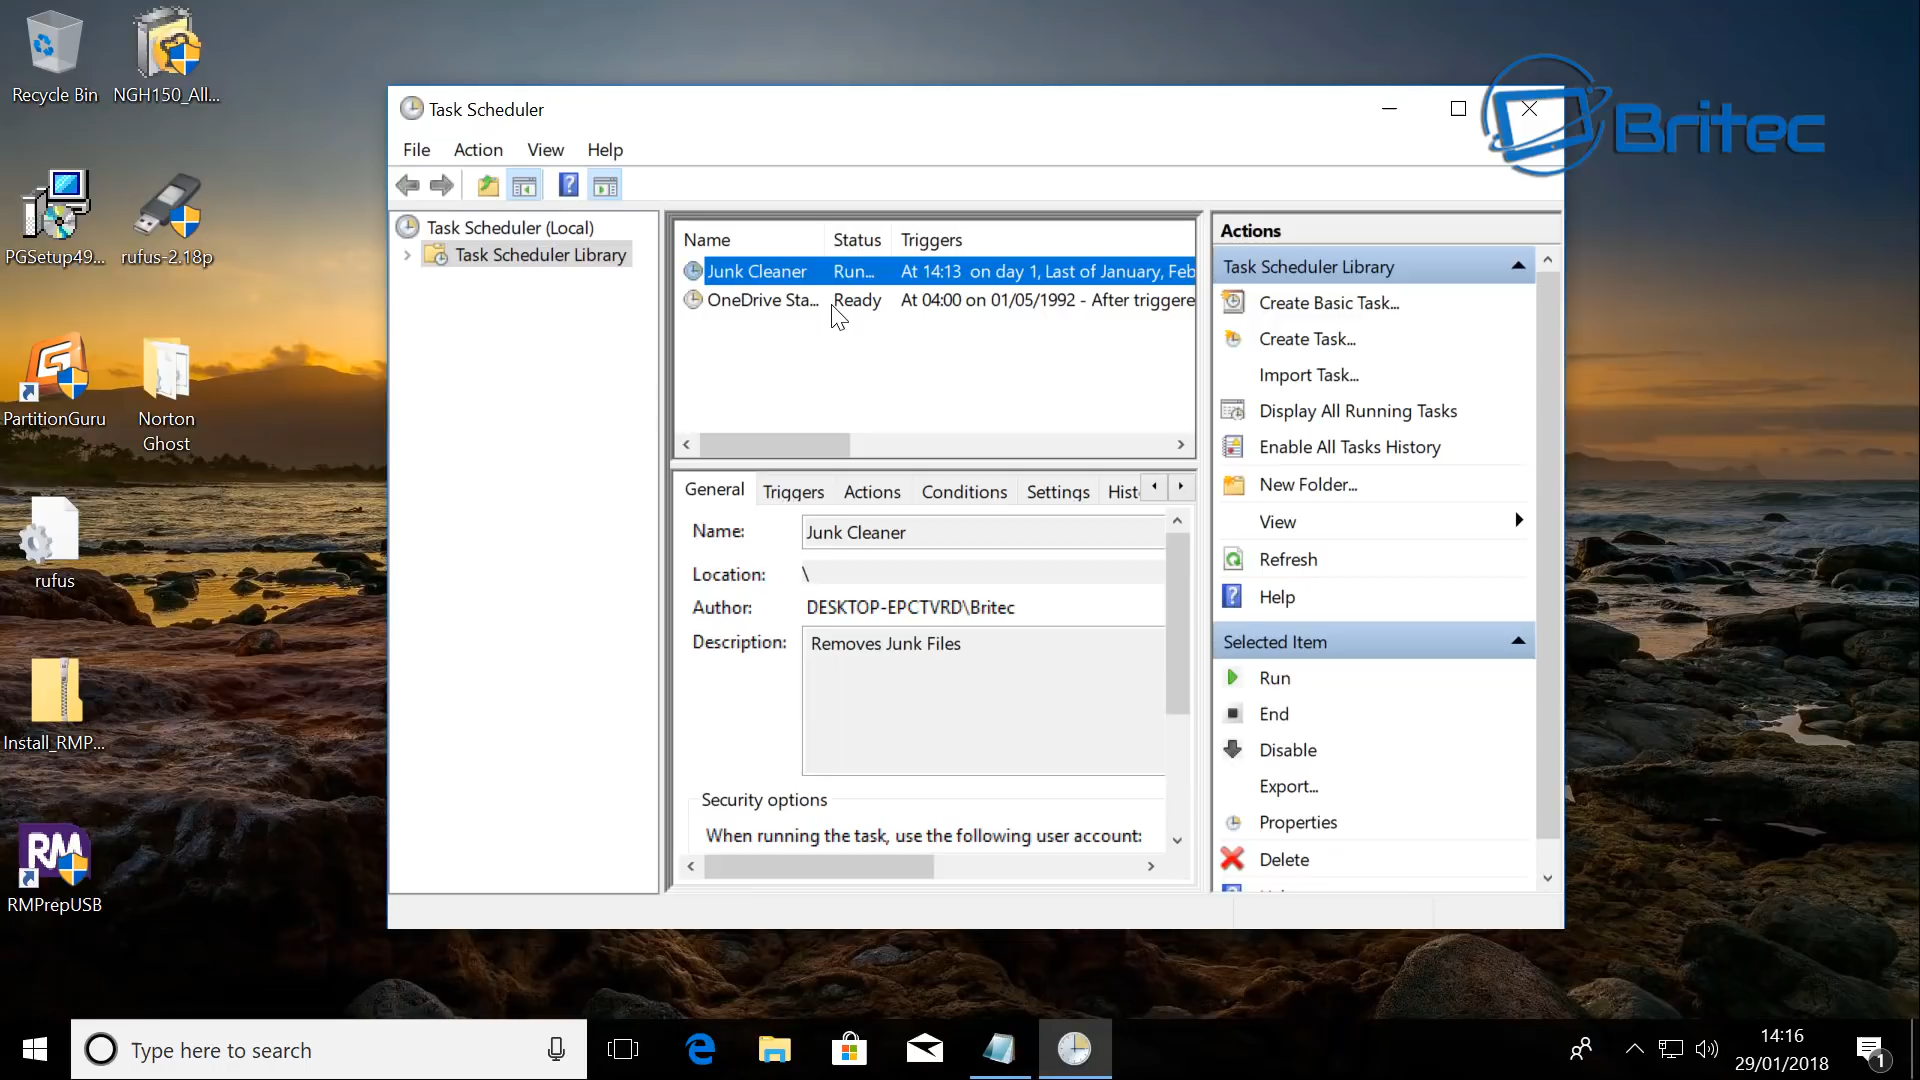 Recycle Bin
NGH150_All...
PGSetup49...
rufus-2.18p
PartitionGuru
Norton
Ghost
rufus
Install_RMP...
RM
RMPrepUSB
Britec
Task Scheduler
File Action View Help
Task Scheduler (Local)
Task Scheduler Library
Name Status Triggers
Junk Cleaner Run... At 14:13 on day 1, Last of January, Feb
OneDrive Sta... Ready At 04:00 on 01/05/1992 - After triggere
General Triggers Actions Conditions Settings Hist
Name: Junk Cleaner
Location: \
Author: DESKTOP-EPCTVRD\Britec
Description: Removes Junk Files
Security options
When running the task, use the following user account:
Actions
Task Scheduler Library
Create Basic Task...
Create Task...
Import Task...
Display All Running Tasks
Enable All Tasks History
New Folder...
View
Refresh
Help
Selected Item
Run
End
Disable
Export...
Properties
Delete
Type here to search
14:16
29/01/2018
1